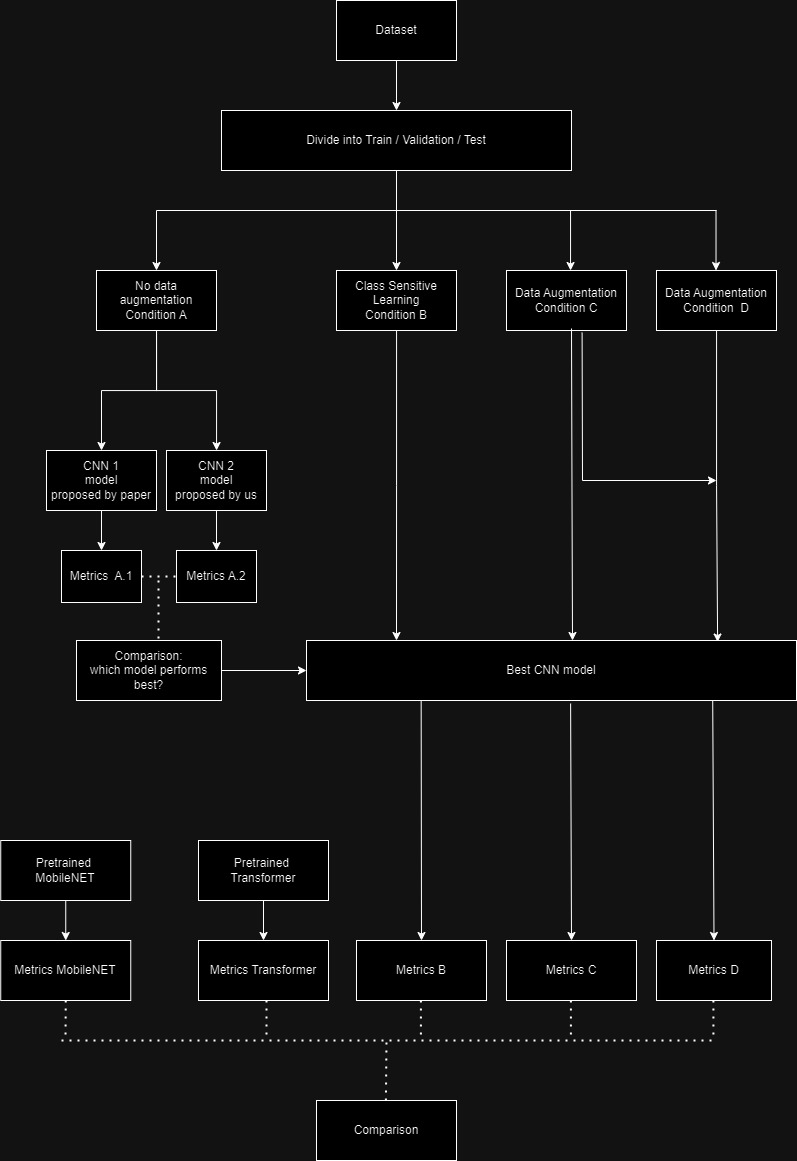 Dataset
Divide into Train / Validation / Test
No data
augmentation
Condition A
Class Sensitive
Learning
Condition B
Data Augmentation
Condition C
Data Augmentation
Condition D
CNN 1
model
proposed by paper
CNN 2
model
proposed by us
Metrics A.1
Metrics A.2
Comparison:
which model performs
best?
Best CNN model
Pretrained
MobileNET
Pretrained
Transformer
Metrics MobileNET
Metrics Transformer
Metrics B
Metrics C
Metrics D
Comparison